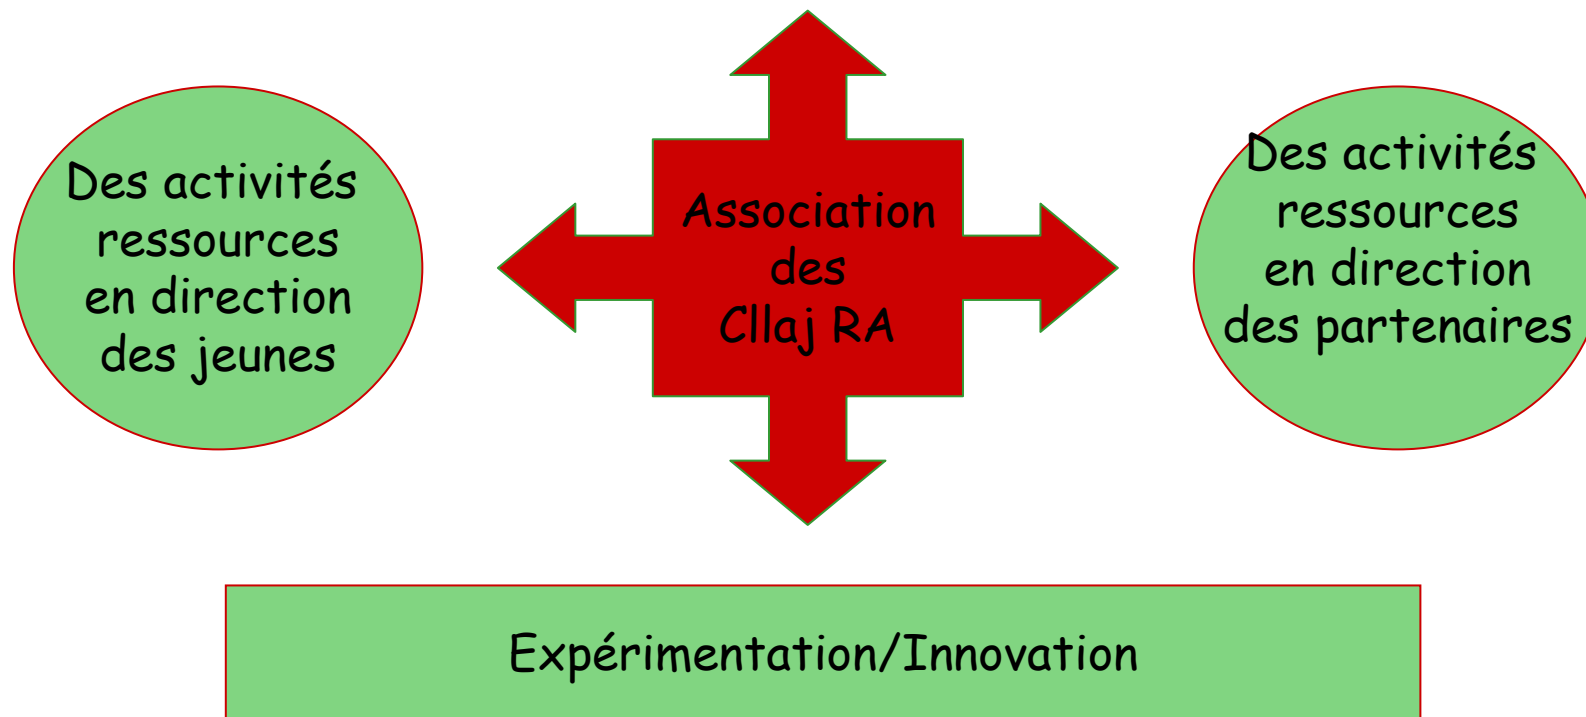 Des activités
ressources
en direction
des jeunes
Association
des
Cllaj RA
Des activités
ressources
en direction
des partenaires
Expérimentation/Innovation